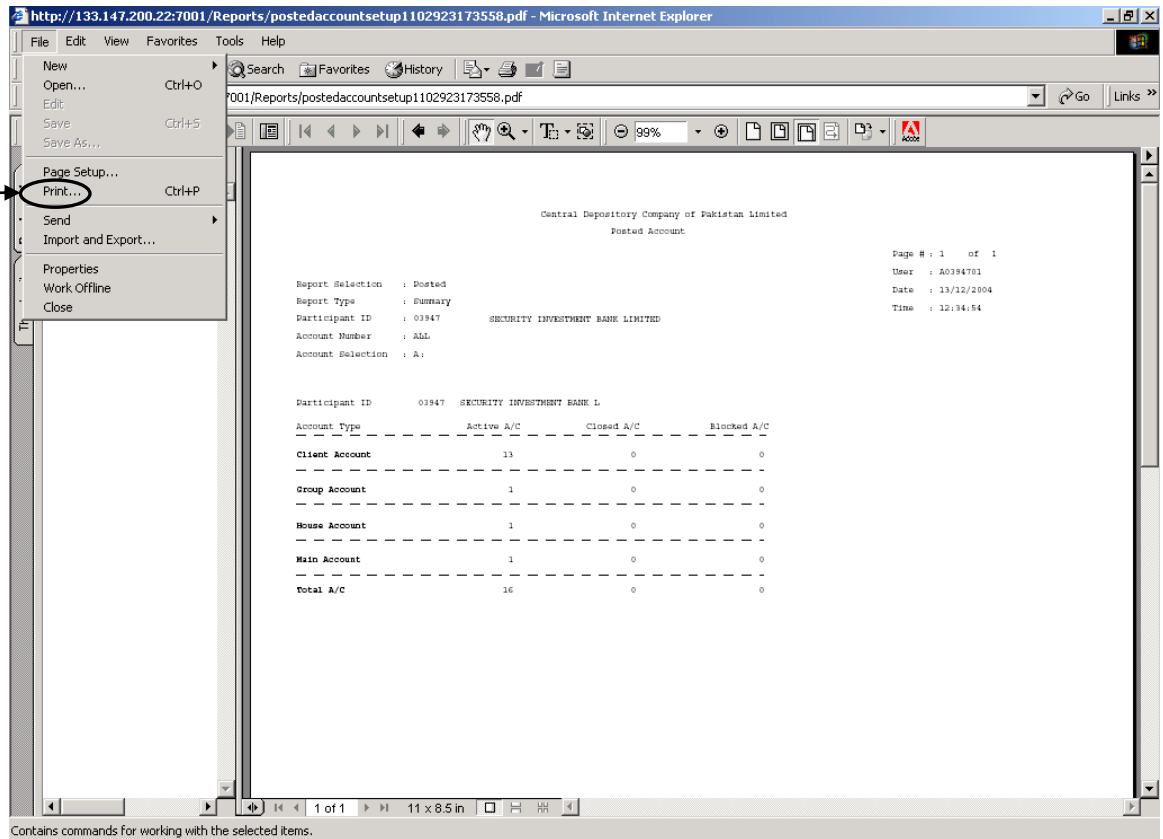 http://133.147.200.22:7001/Reports/postedaccountsetup1102923173558.pdf - Microsoft Internet Explorer
File Edit View Favorites Tools Help
New
Open... Ctrl+O
Edit
Save Ctrl+S
Save As...
Page Setup...
Print... Ctrl+P
Send
Import and Export...
Properties
Work Offline
Close
Search Favorites History
7001/Reports/postedaccountsetup1102923173558.pdf Go Links »
99% Adobe
Central Depository Company of Pakistan Limited
Posted Account
Page # : 1 of 1
User : A0394701
Date : 13/12/2004
Time : 12:34:54
Report Selection : Posted
Report Type : Summary
Participant ID : 03947 SECURITY INVESTMENT BANK LIMITED
Account Number : ALL
Account Selection : A:
Participant ID 03947 SECURITY INVESTMENT BANK L
Account Type Active A/C Closed A/C Blocked A/C
Client Account 13 0 0
Group Account 1 0 0
House Account 1 0 0
Main Account 1 0 0
Total A/C 16 0 0
1 of 1 11 x 8.5 in
Contains commands for working with the selected items.